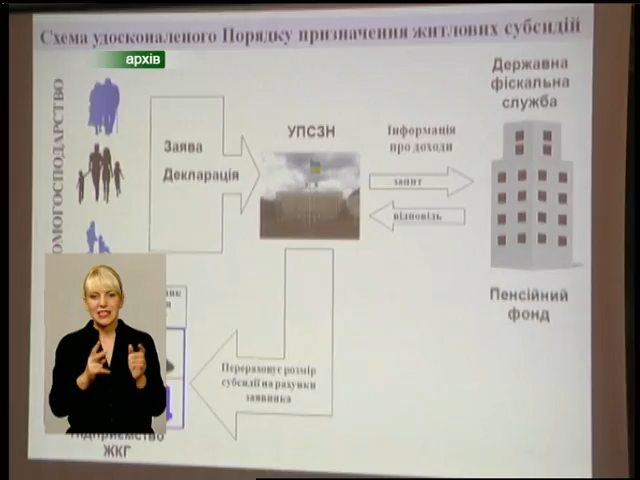 Схема удосконаленого Порядку призначення житлових субсидій
архів
ДОМОГОСПОДАРСТВО
Заява
Декларація
УПСЗН
Інформація
про доходи
запит
відповідь
Державна
фіскальна
служба
Пенсійний
фонд
Перераховує розмір
субсидії на рахунки
заявника
Підприємство
ЖКГ